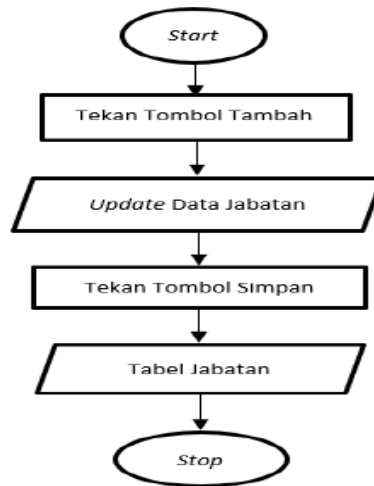 Start
Tekan Tombol Tambah
Update Data Jabatan
Tekan Tombol Simpan
Tabel Jabatan
Stop